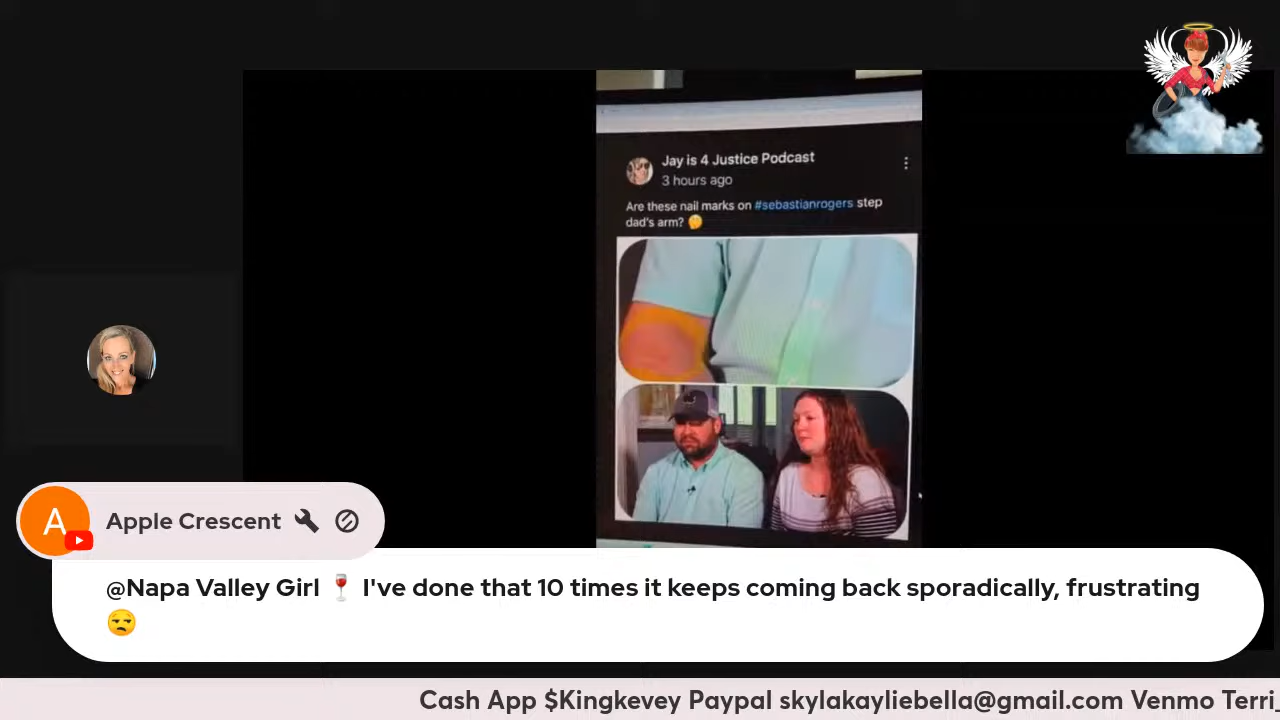 Jay is 4 Justice Podcast
3 hours ago
Are these nail marks on #sebastianrogers step
dad's arm? 🤔
A
Apple Crescent
@Napa Valley Girl 🍷 I've done that 10 times it keeps coming back sporadically, frustrating
😒
Cash App $Kingkevey Paypal skylakayliebella@gmail.com Venmo Terri_